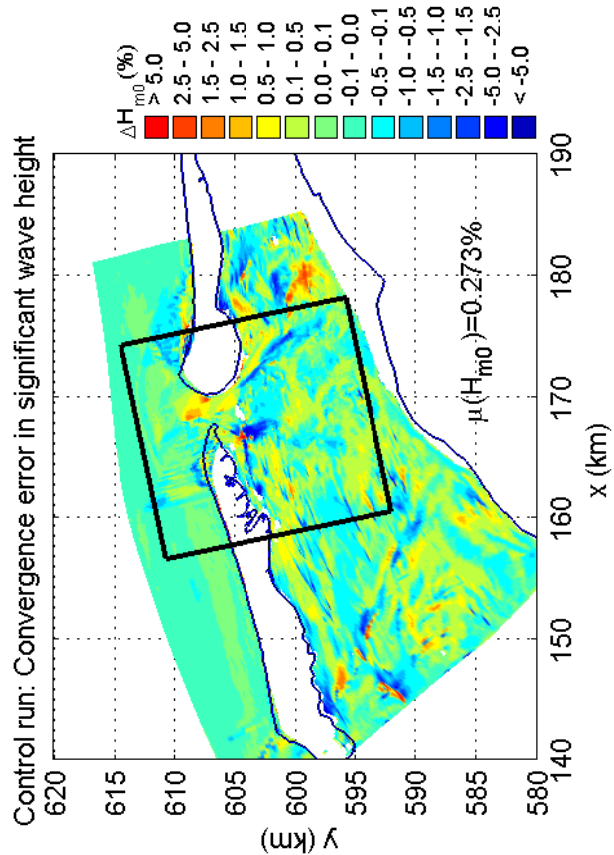 Control run: Convergence error in significant wave height
ΔH_m0 (%)
> 5.0
2.5 - 5.0
1.5 - 2.5
1.0 - 1.5
0.5 - 1.0
0.1 - 0.5
0.0 - 0.1
-0.1 - 0.0
-0.5 - -0.1
-1.0 - -0.5
-1.5 - -1.0
-2.5 - -1.5
-5.0 - -2.5
< -5.0
μ(H_m0)=0.273%
y (km)
620
615
610
605
600
595
590
585
580
140
150
160
170
180
190
x (km)